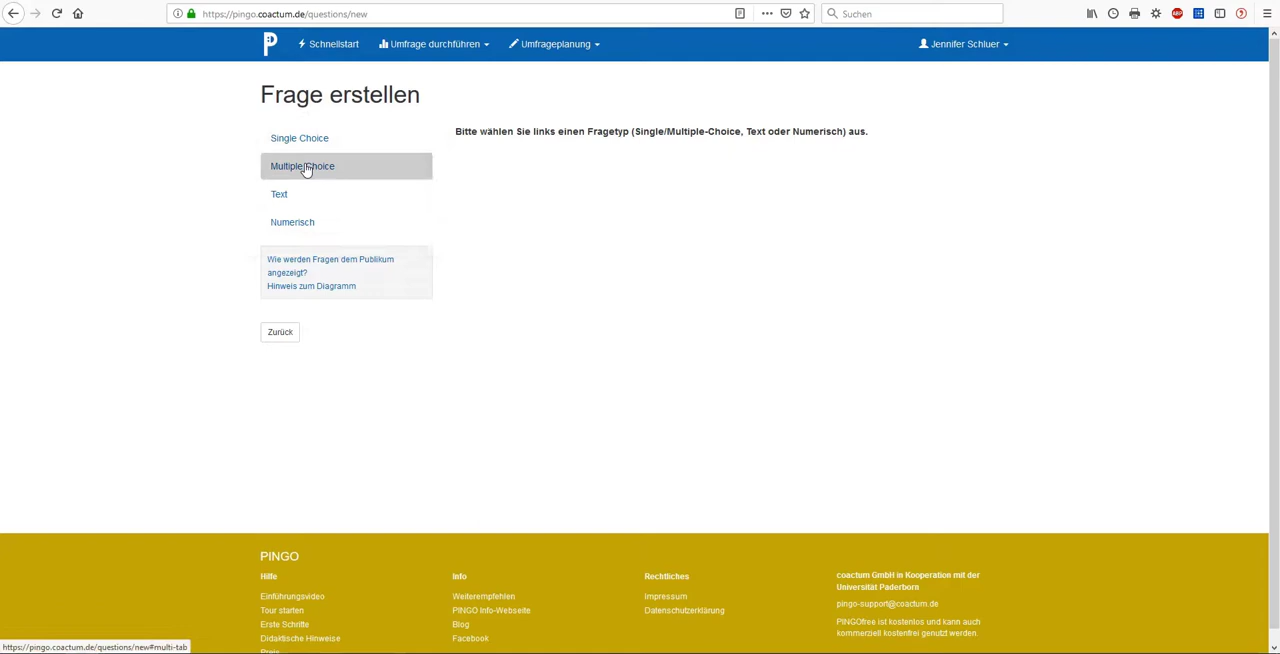 https://pingo.coactum.de/questions/new
Suchen
ABP
Schnellstart
Umfrage durchführen
Umfrageplanung
Jennifer Schluer
Frage erstellen
Single Choice
Bitte wählen Sie links einen Fragetyp (Single/Multiple-Choice, Text oder Numerisch) aus.
Multiple Choice
Text
Numerisch
Wie werden Fragen dem Publikum
angezeigt?
Hinweis zum Diagramm
Zurück
PINGO
Hilfe
Einführungsvideo
Tour starten
Erste Schritte
Didaktische Hinweise
Preis
Info
Weiterempfehlen
PINGO Info-Webseite
Blog
Facebook
Rechtliches
Impressum
Datenschutzerklärung
coactum GmbH in Kooperation mit der
Universität Paderborn
pingo-support@coactum.de
PINGOfree ist kostenlos und kann auch
kommerziell kostenfrei genutzt werden.
https://pingo.coactum.de/questions/new#multi-tab